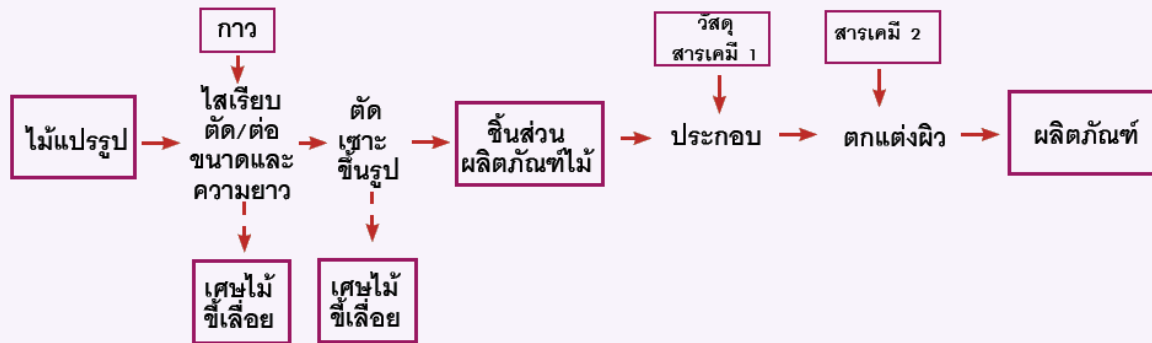 กาว
วัสดุ
สารเคมี 1
สารเคมี 2
ไม้แปรรูป
ไสเรียบ
ตัด/ต่อ
ขนาดและ
ความยาว
ตัด
เซาะ
ขึ้นรูป
ชิ้นส่วน
ผลิตภัณฑ์ไม้
ประกอบ
ตกแต่งผิว
ผลิตภัณฑ์
เศษไม้
ขี้เลื่อย
เศษไม้
ขี้เลื่อย